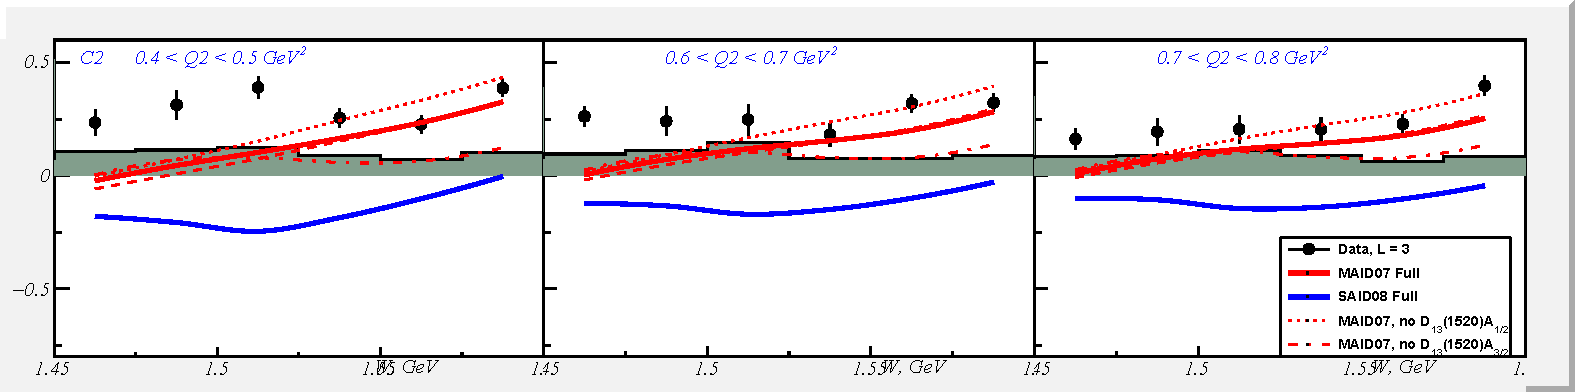 C2 0.4 < Q2 < 0.5 GeV²
0.6 < Q2 < 0.7 GeV²
0.7 < Q2 < 0.8 GeV²
0.5
0
−0.5
Data, L = 3
MAID07 Full
SAID08 Full
MAID07, no D₁₃(1520)A₁/₂
MAID07, no D₁₃(1520)A₃/₂
1.45 1.5 W, GeV 1.45 1.5 1.55 W, GeV 1.45 1.5 1.55 W, GeV 1.